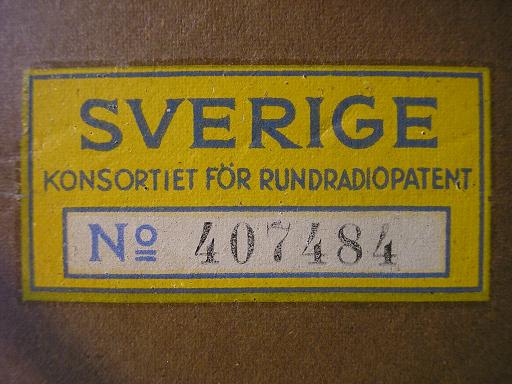 SVERIGE
KONSORTIET FÖR RUNDRADIOPATENT
Nº 407484